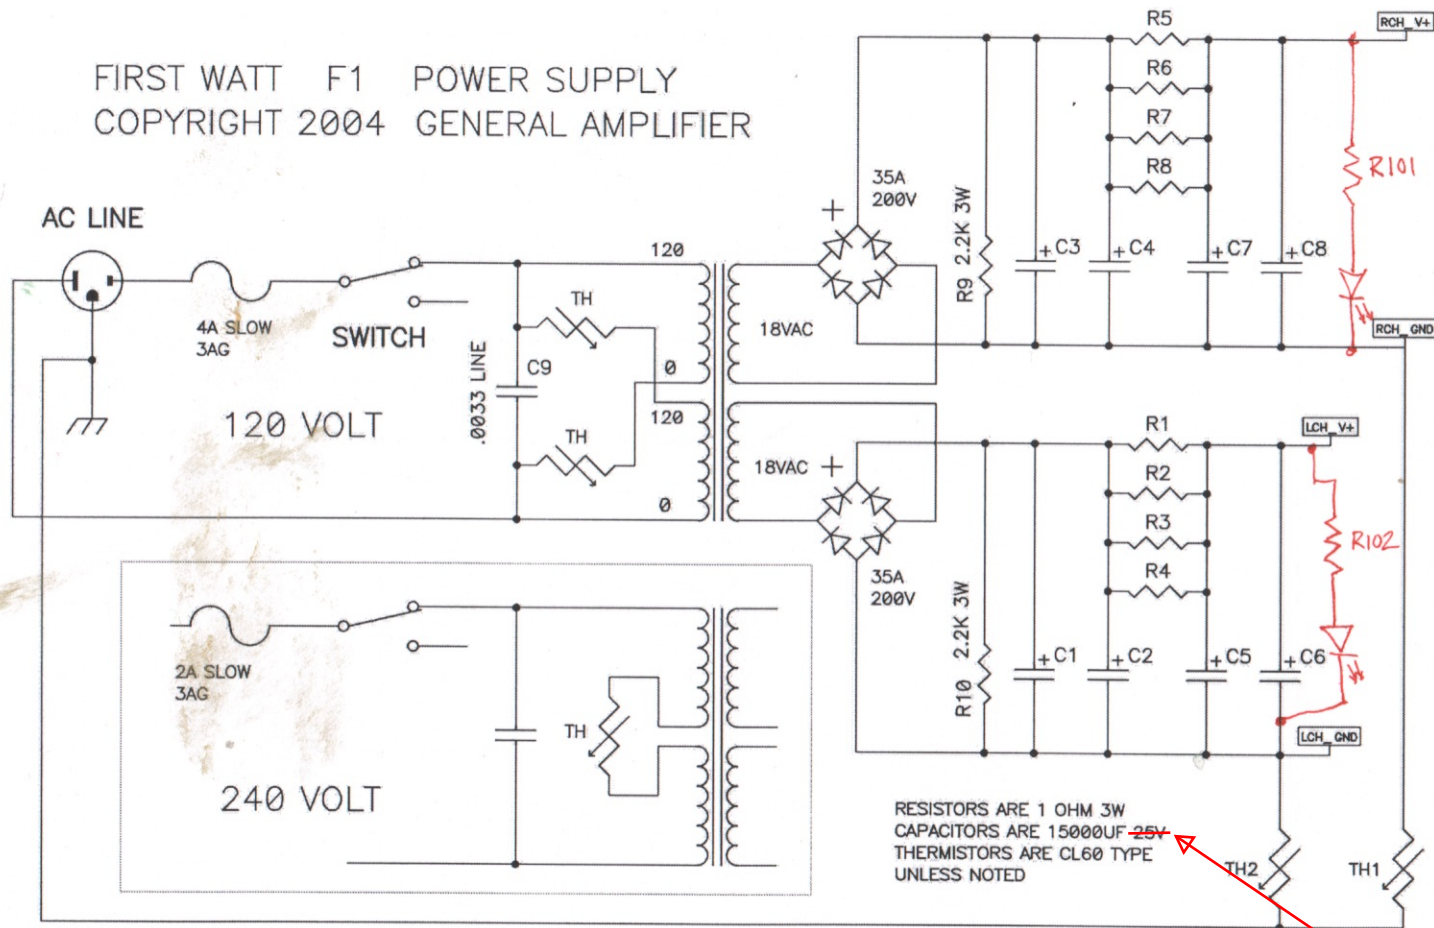 FIRST WATT F1 POWER SUPPLY
COPYRIGHT 2004 GENERAL AMPLIFIER
AC LINE
4A SLOW
3AG
SWITCH
120 VOLT
.0033 LINE
C9
TH
TH
120
0
120
0
18VAC
18VAC
+
35A
200V
+
35A
200V
R9 2.2K 3W
+ C3
+ C4
R5
R6
R7
R8
+ C7
+ C8
R101
RCH_V+
RCH_GND
R10 2.2K 3W
+ C1
+ C2
R1
R2
R3
R4
+ C5
+ C6
R102
LCH_V+
LCH_GND
2A SLOW
3AG
TH
240 VOLT
RESISTORS ARE 1 OHM 3W
CAPACITORS ARE 15000UF 25V
THERMISTORS ARE CL60 TYPE
UNLESS NOTED
TH2
TH1